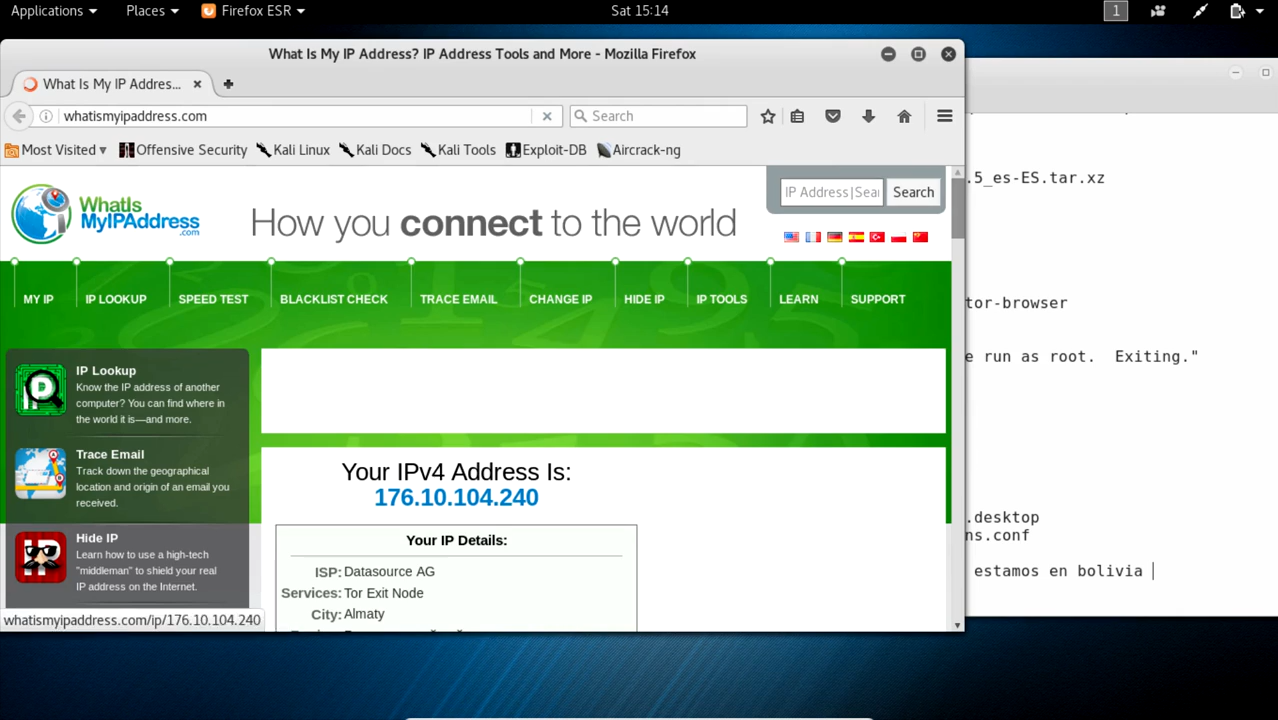 Applications
Places
Firefox ESR
Sat 15:14
1
What Is My IP Address? IP Address Tools and More - Mozilla Firefox
What Is My IP Addres...
whatismyipaddress.com
Search
Most Visited
Offensive Security
Kali Linux
Kali Docs
Kali Tools
Exploit-DB
Aircrack-ng
WhatIs
MyIPAddress
.com
How you connect to the world
IP Address|Sear
Search
MY IP
IP LOOKUP
SPEED TEST
BLACKLIST CHECK
TRACE EMAIL
CHANGE IP
HIDE IP
IP TOOLS
LEARN
SUPPORT
IP Lookup
Know the IP address of another
computer? You can find where in
the world it is—and more.
Trace Email
Track down the geographical
location and origin of an email you
received.
Hide IP
Learn how to use a high-tech
"middleman" to shield your real
IP address on the Internet.
whatismyipaddress.com/ip/176.10.104.240
Your IPv4 Address Is:
176.10.104.240
Your IP Details:
ISP: Datasource AG
Services: Tor Exit Node
City: Almaty
.5_es-ES.tar.xz
tor-browser
e run as root.  Exiting."
.desktop
ns.conf
estamos en bolivia